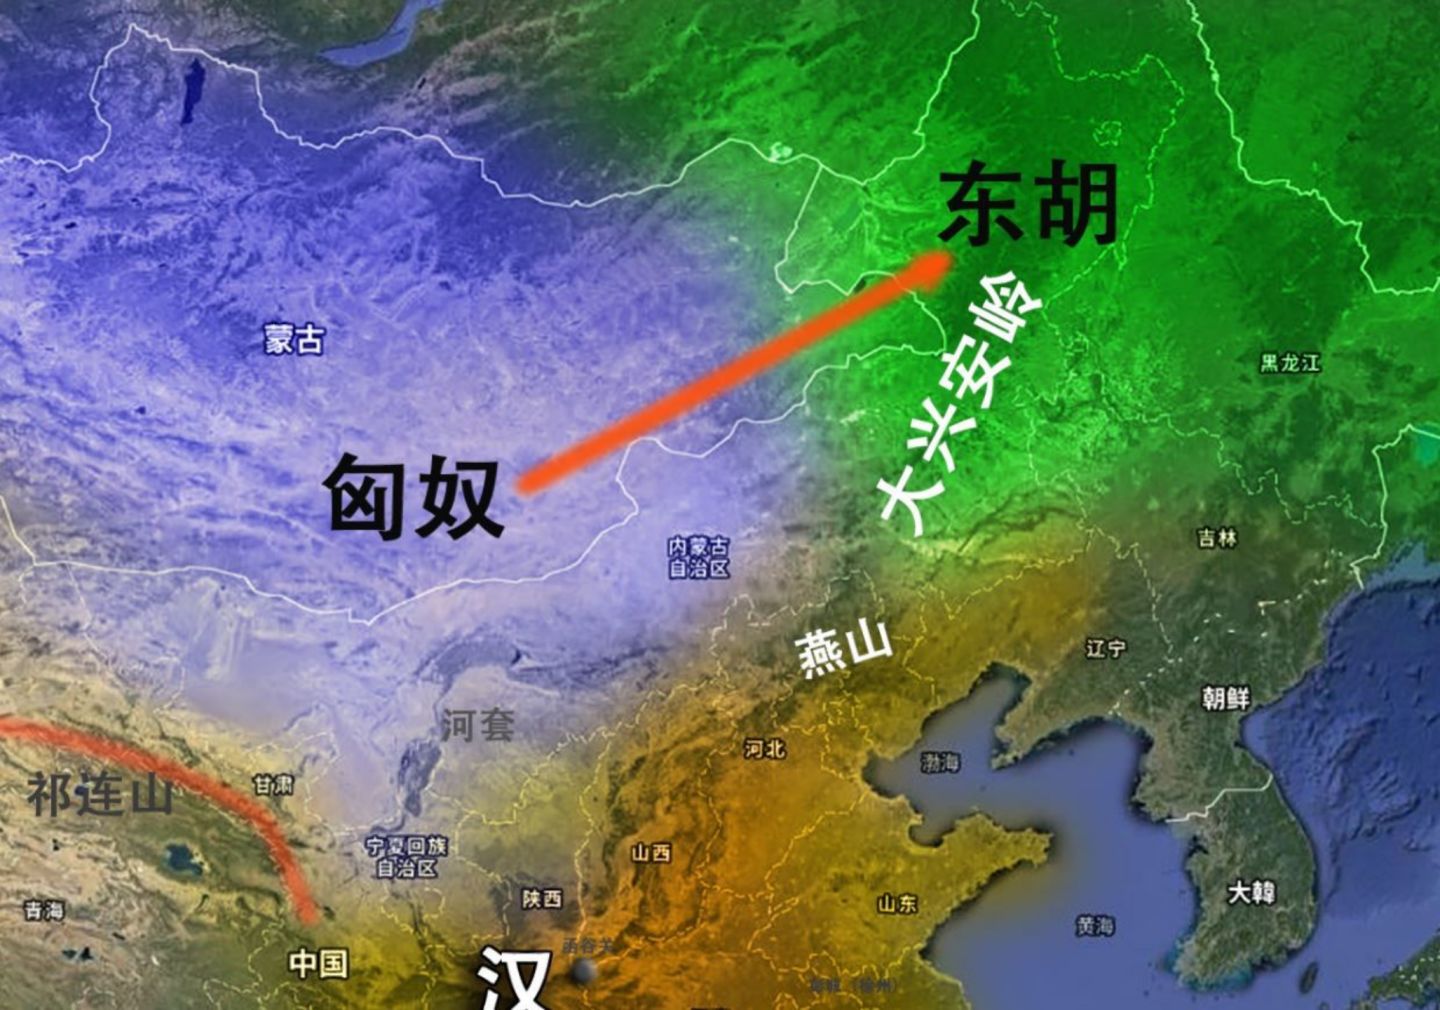 东胡
大兴安岭
蒙古
黑龙江
匈奴
内蒙古
自治区
吉林
燕山
辽宁
朝鲜
河套
河北
渤海
祁连山
甘肃
宁夏回族
自治区
山西
陕西
山东
大韓
青海
黄海
中国
汉
函谷关